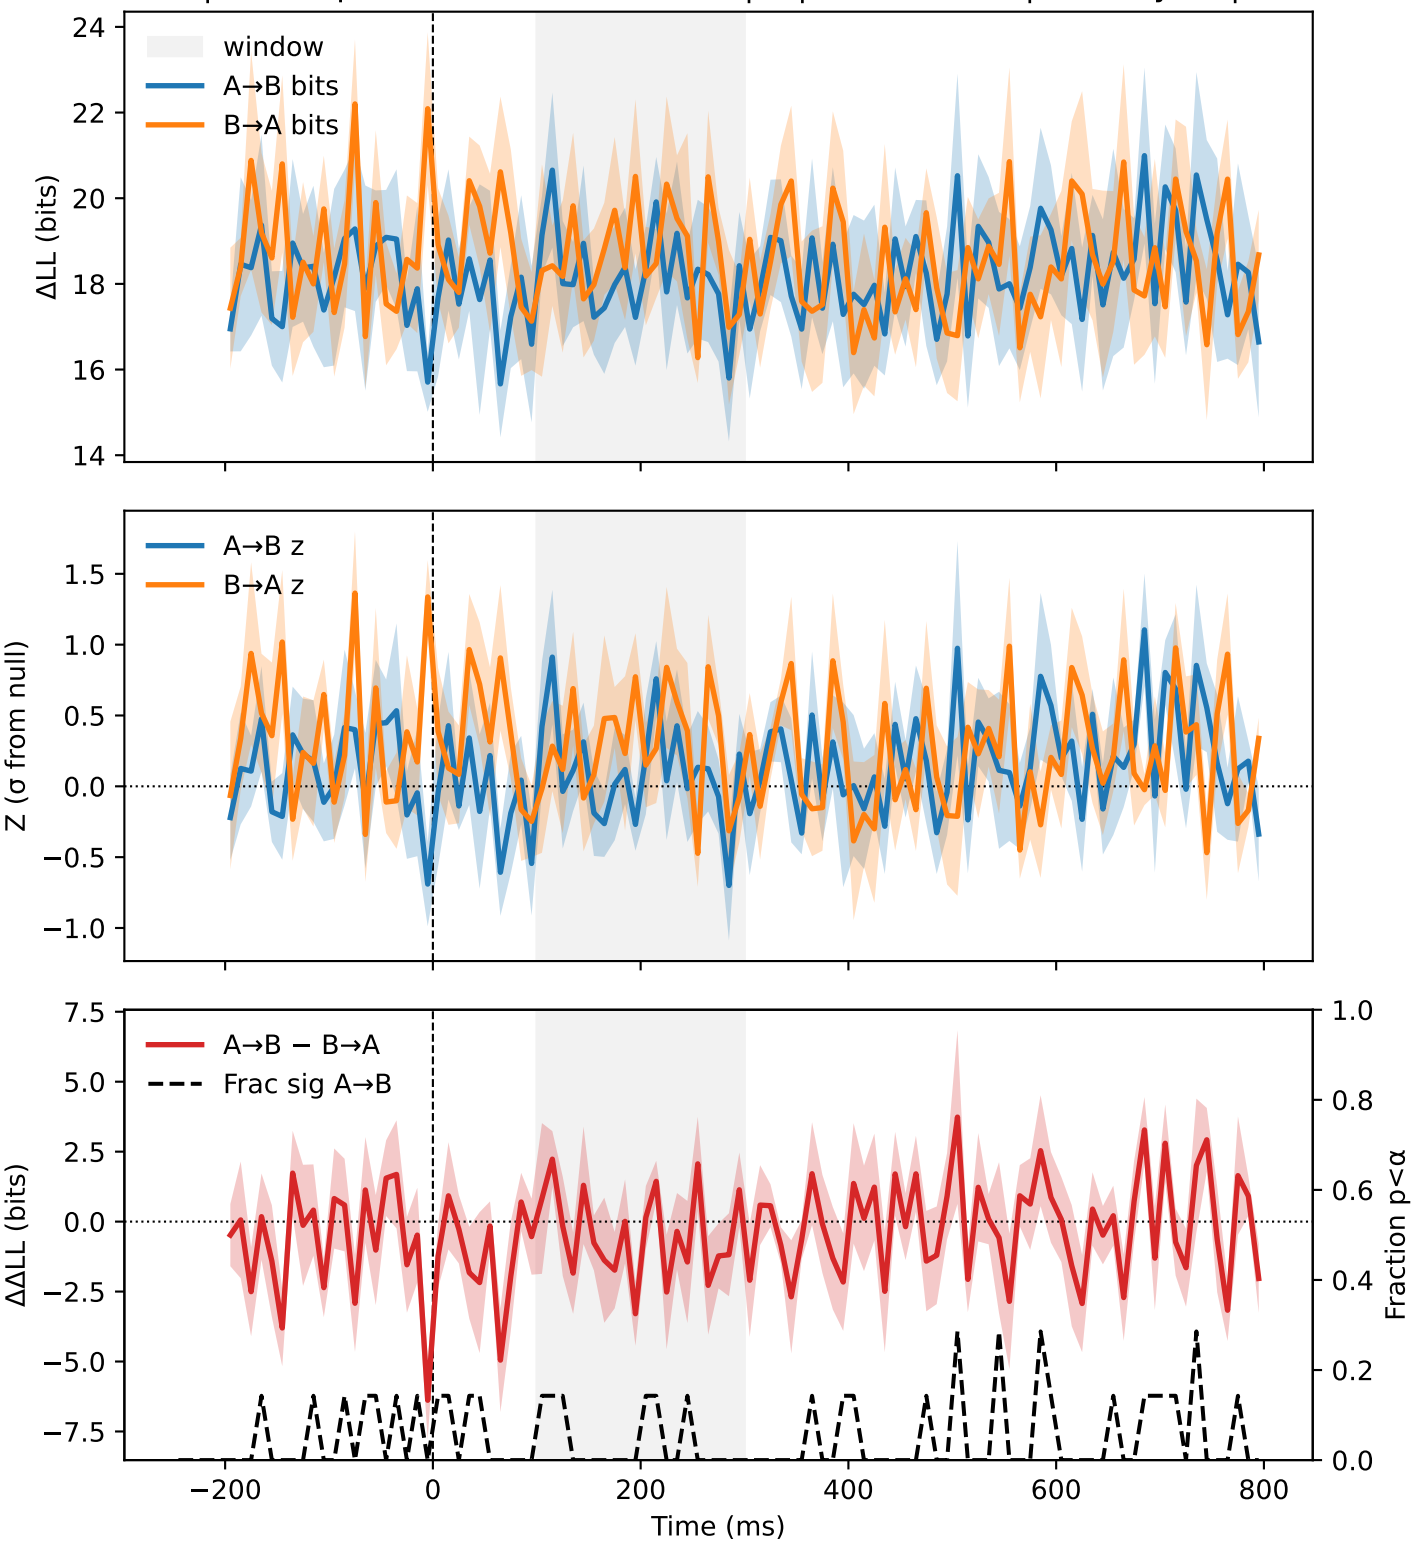 24
22
20
18
16
14
ΔLL (bits)
window
A→B bits
B→A bits
1.5
1.0
0.5
0.0
−0.5
−1.0
Z (σ from null)
A→B z
B→A z
7.5
5.0
2.5
0.0
−2.5
−5.0
−7.5
ΔΔLL (bits)
A→B − B→A
Frac sig A→B
1.0
0.8
0.6
0.4
0.2
0.0
Fraction p<α
−200
0
200
400
600
800
Time (ms)